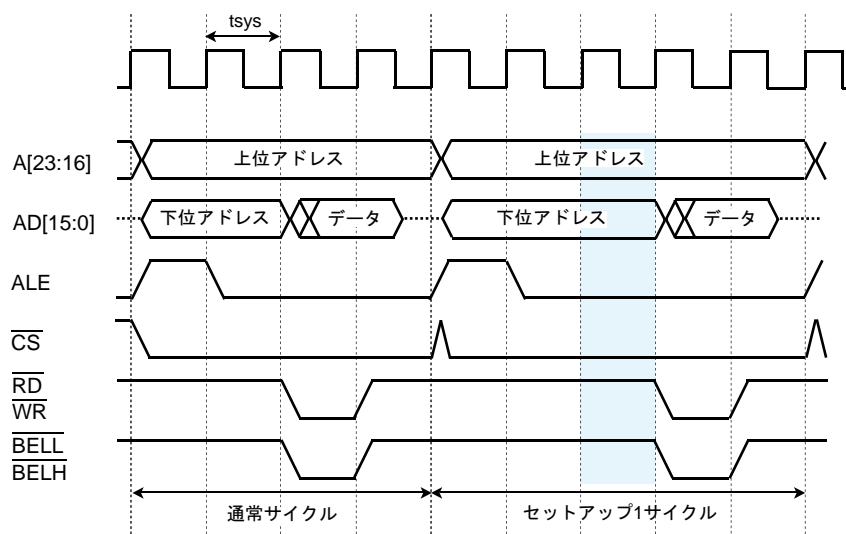 tsys
A[23:16]
上位アドレス
上位アドレス
AD[15:0]
下位アドレス
データ
下位アドレス
データ
ALE
CS
RD
WR
BELL
BELH
通常サイクル
セットアップ1サイクル